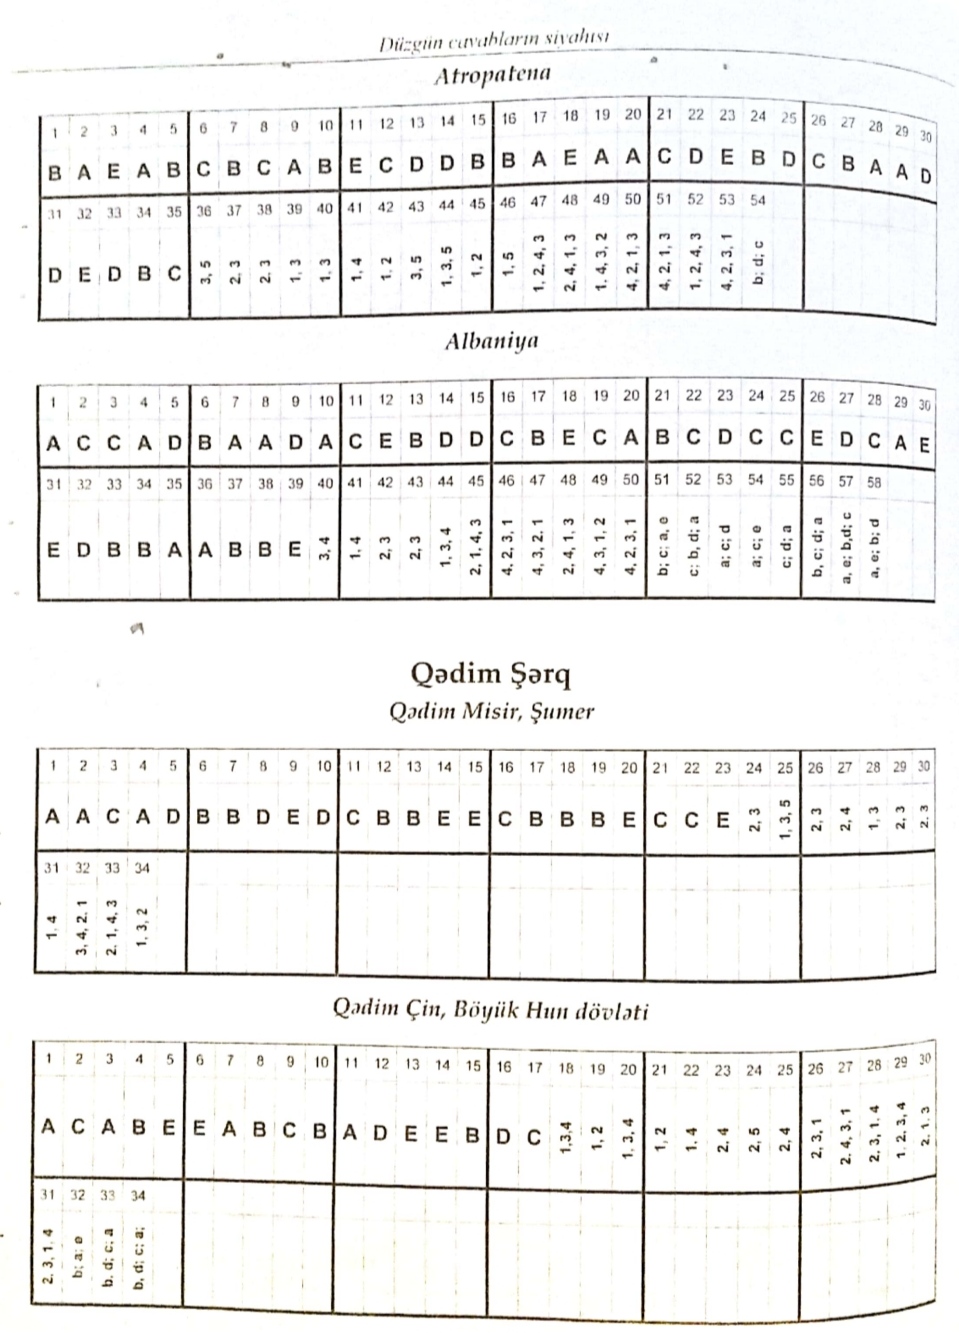 Düzgün cavabların siyahısı
Atropatena
1 2 3 4 5 6 7 8 9 10 11 12 13 14 15 16 17 18 19 20 21 22 23 24 25 26 27 28 29 30
B A E A B C B C A B E C D D B B A E A A C D E B D C B A A D
31 32 33 34 35 36 37 38 39 40 41 42 43 44 45 46 47 48 49 50 51 52 53 54
D E D B C 3, 5 2, 3 2, 3 1, 3 1, 3 1, 4 1, 2 3, 5 1, 3, 5 1, 2 1, 5 1, 2, 4, 3 2, 4, 1, 3 1, 4, 3, 2 4, 2, 1, 3 4, 2, 1, 3 1, 2, 4, 3 4, 2, 3, 1 b; d; c
Albaniya
1 2 3 4 5 6 7 8 9 10 11 12 13 14 15 16 17 18 19 20 21 22 23 24 25 26 27 28 29 30
A C C A D B A A D A C E B D D C B E C A B C D C C E D C A E
31 32 33 34 35 36 37 38 39 40 41 42 43 44 45 46 47 48 49 50 51 52 53 54 55 56 57 58
E D B B A A B B E 3, 4 1, 4 2, 3 2, 3 1, 3, 4 2, 1, 4, 3 4, 2, 3, 1 4, 3, 2, 1 2, 4, 1, 3 4, 3, 1, 2 4, 2, 3, 1 b; c; a, e c; b, d; a a; c; d a; c; e c; d; a b, c; d; a a, e; b,d; c a, e; b; d
Qədim Şərq
Qədim Misir, Şumer
1 2 3 4 5 6 7 8 9 10 11 12 13 14 15 16 17 18 19 20 21 22 23 24 25 26 27 28 29 30
A A C A D B B D E D C B B E E C B B B E C C E 2, 3 1, 3, 5 2, 3 2, 4 1, 3 2, 3 2, 3
31 32 33 34
1, 4 3, 4, 2, 1 2, 1, 4, 3 1, 3, 2
Qədim Çin, Böyük Hun dövləti
1 2 3 4 5 6 7 8 9 10 11 12 13 14 15 16 17 18 19 20 21 22 23 24 25 26 27 28 29 30
A C A B E E A B C B A D E E B D C 1,3,4 1, 2 1, 3, 4 1, 2 1, 4 2, 4 2, 5 2, 4 2, 3, 1 2, 4, 3, 1 2, 3, 1, 4 1, 2, 3, 4 2, 1, 3
31 32 33 34
2, 3, 1, 4 b; a; e b, d; c; a b, d; c; a;